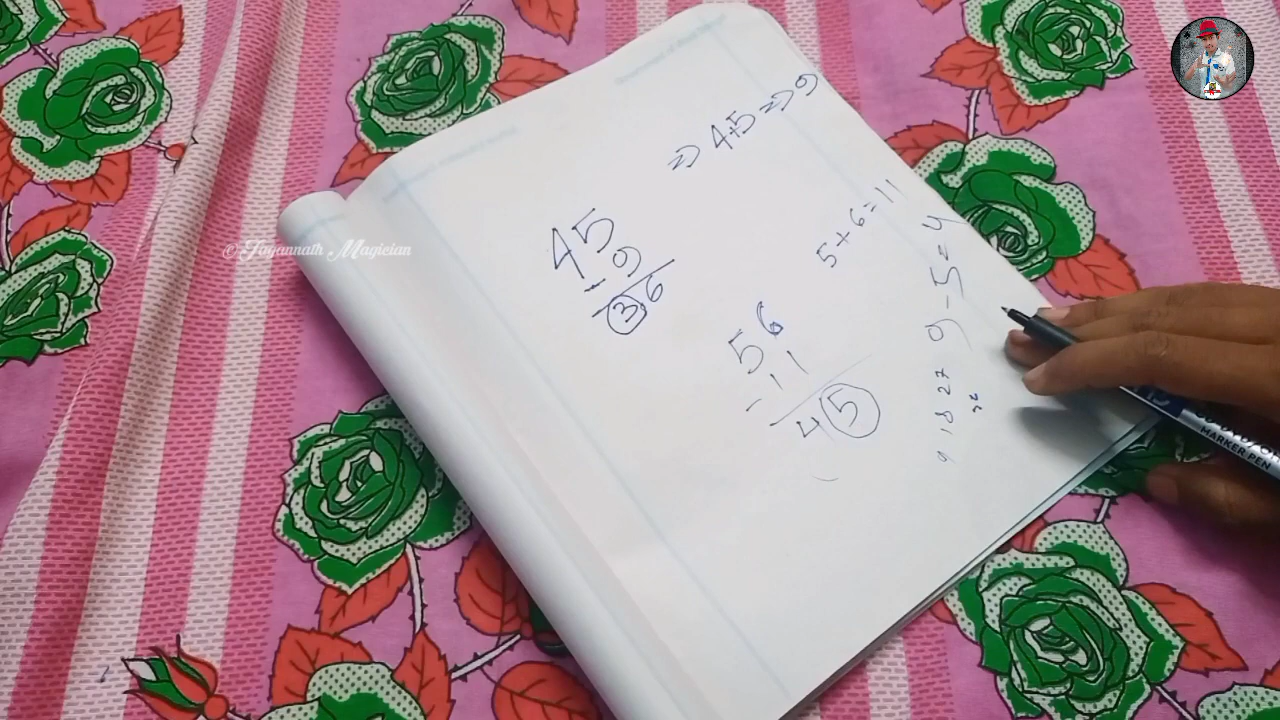 => 4+5 => 9
45
- 9
36
5+6=11
56
- 11
45
9-5=4
9 18 27
36
© Jagannath Magician
MARKER PEN